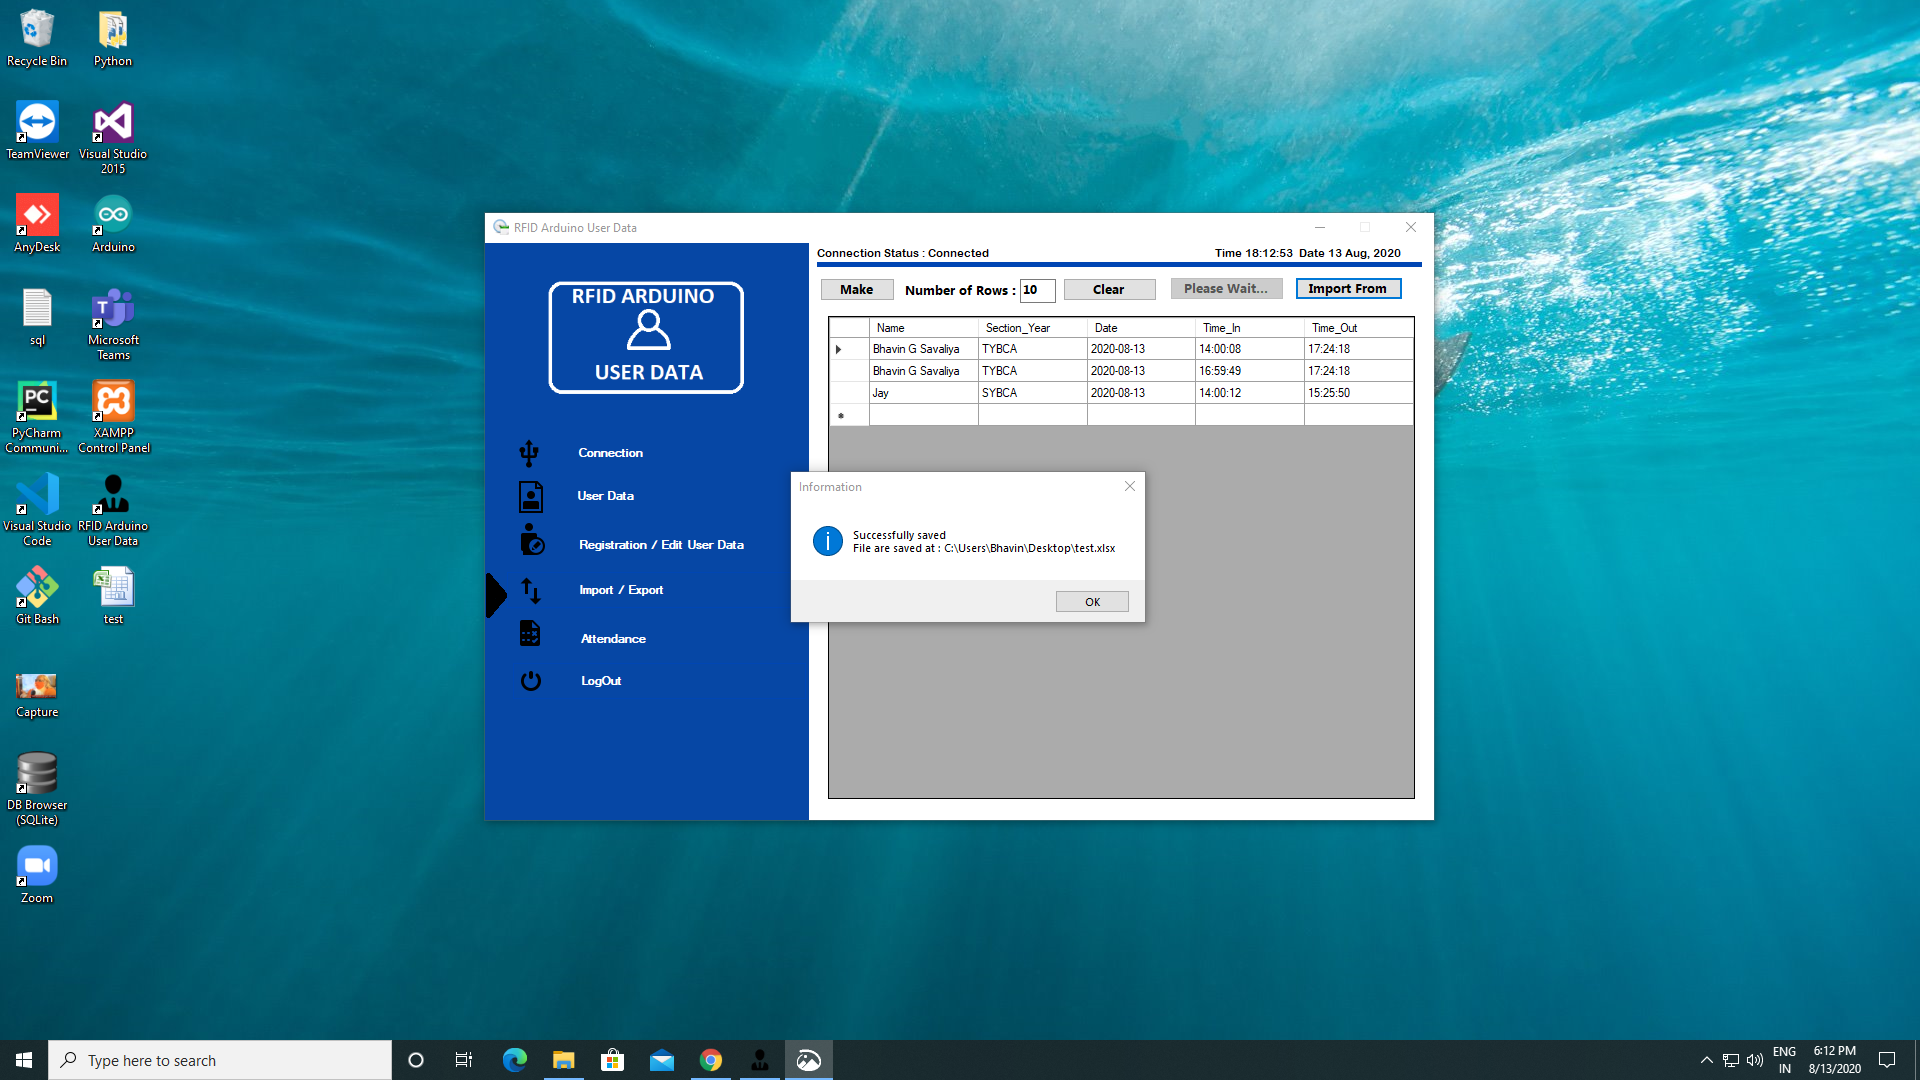 Recycle Bin
Python
TeamViewer
Visual Studio
2015
AnyDesk
Arduino
sql
Microsoft
Teams
PyCharm
Communi...
XAMPP
Control Panel
Visual Studio
Code
RFID Arduino
User Data
Git Bash
test
Capture
DB Browser
(SQLite)
Zoom
RFID Arduino User Data
RFID ARDUINO
USER DATA
Connection
User Data
Registration / Edit User Data
Import / Export
Attendance
LogOut
Connection Status : Connected
Time 18:12:53 Date 13 Aug, 2020
Make
Number of Rows : 10
Clear
Please Wait...
Import From
Name Section_Year Date Time_In Time_Out
Bhavin G Savaliya TYBCA 2020-08-13 14:00:08 17:24:18
Bhavin G Savaliya TYBCA 2020-08-13 16:59:49 17:24:18
Jay SYBCA 2020-08-13 14:00:12 15:25:50
Information
Successfully saved
File are saved at : C:\Users\Bhavin\Desktop\test.xlsx
OK
Type here to search
ENG
IN
6:12 PM
8/13/2020